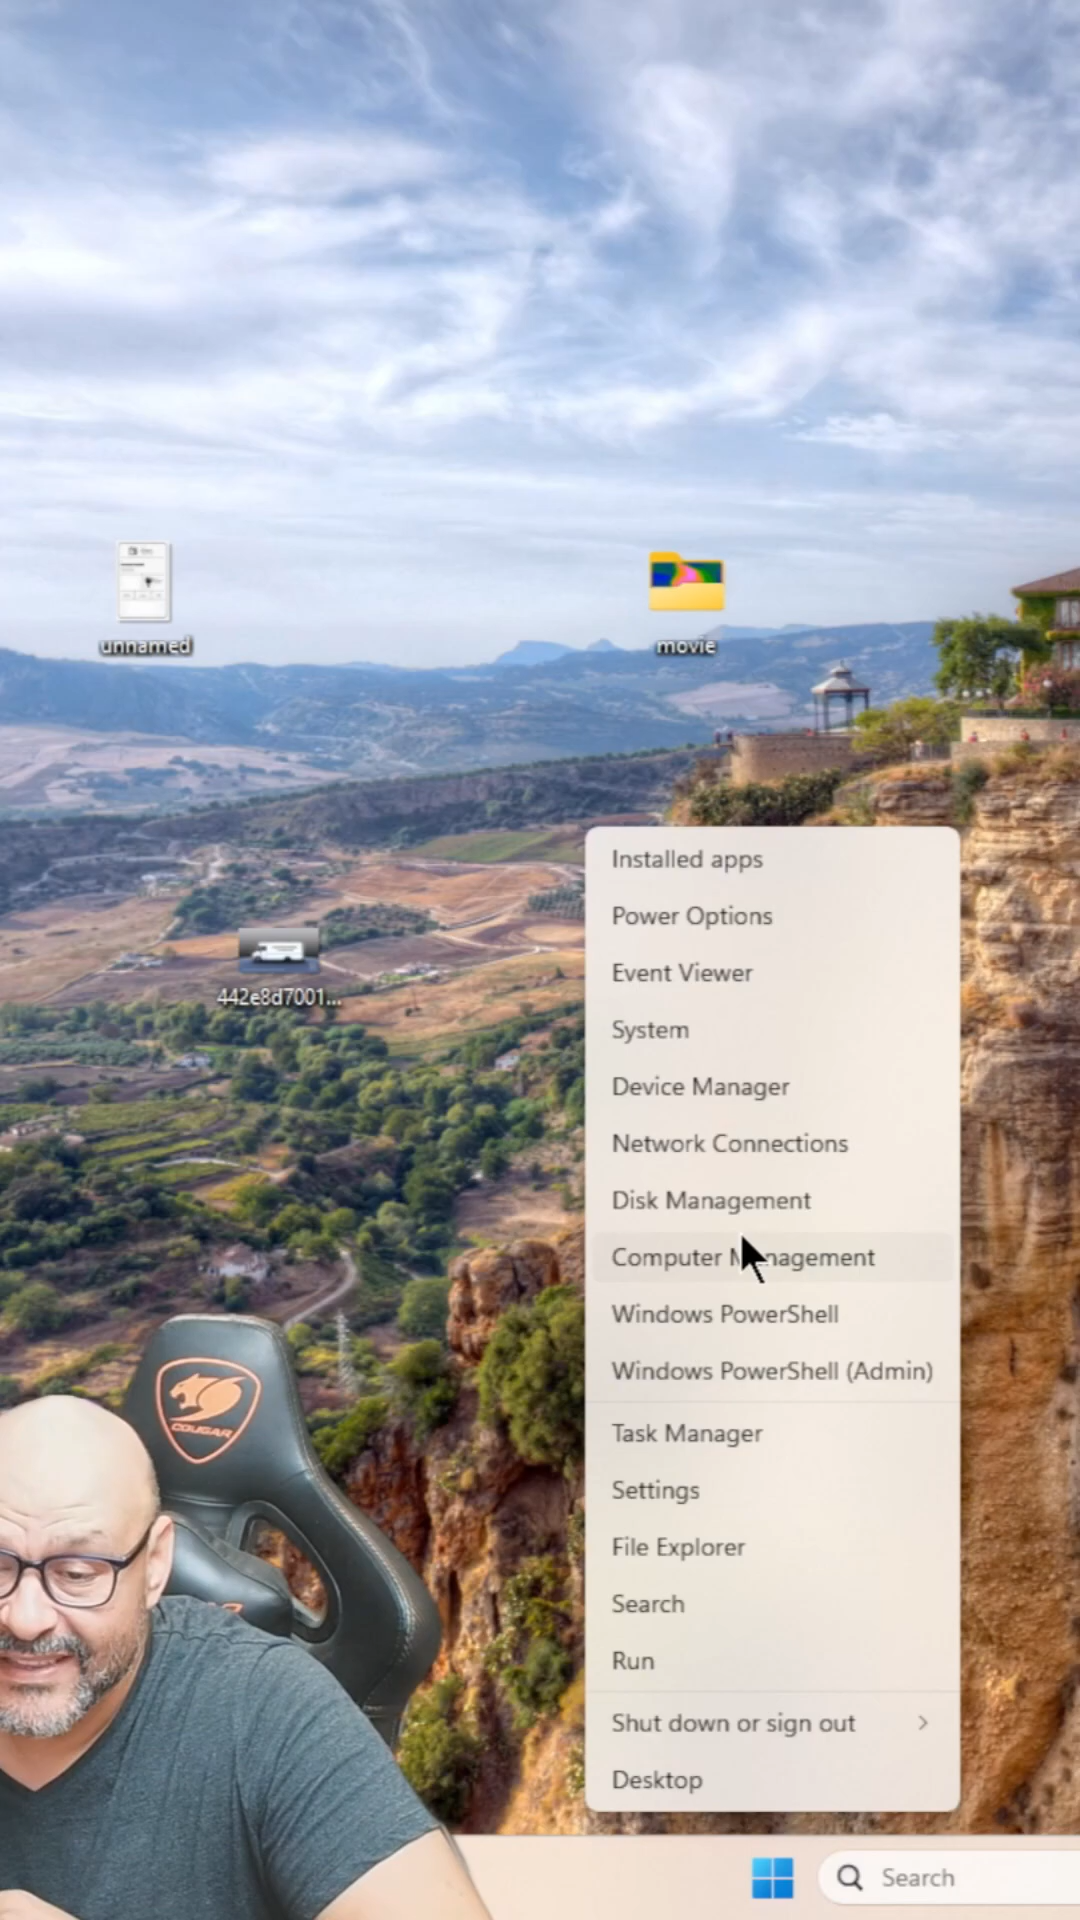 unnamed
movie
442e8d7001...
Installed apps
Power Options
Event Viewer
System
Device Manager
Network Connections
Disk Management
Computer Management
Windows PowerShell
Windows PowerShell (Admin)
Task Manager
Settings
File Explorer
Search
Run
Shut down or sign out
Desktop
COUGAR
Search